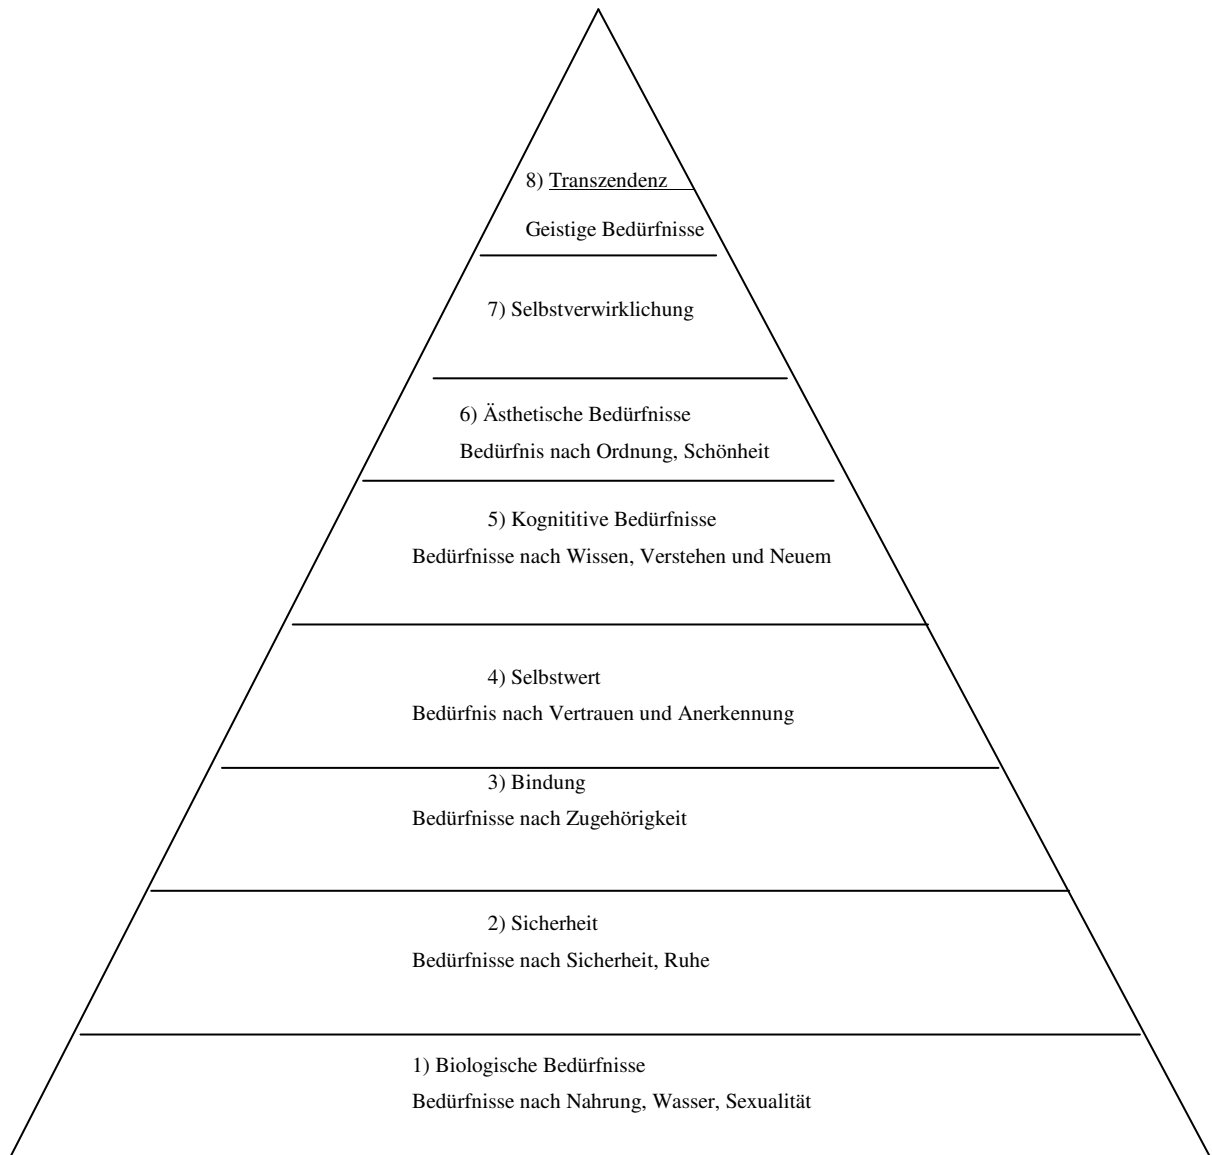 8) Transzendenz
Geistige Bedürfnisse
7) Selbstverwirklichung
6) Ästhetische Bedürfnisse
Bedürfnis nach Ordnung, Schönheit
5) Kognititive Bedürfnisse
Bedürfnisse nach Wissen, Verstehen und Neuem
4) Selbstwert
Bedürfnis nach Vertrauen und Anerkennung
3) Bindung
Bedürfnisse nach Zugehörigkeit
2) Sicherheit
Bedürfnisse nach Sicherheit, Ruhe
1) Biologische Bedürfnisse
Bedürfnisse nach Nahrung, Wasser, Sexualität